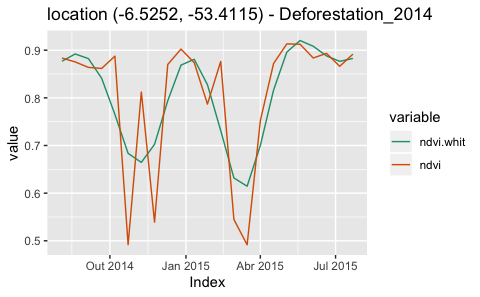 location (-6.5252, -53.4115) - Deforestation_2014
0.9
0.8
0.7
0.6
0.5
value
Out 2014
Jan 2015
Apr 2015
Jul 2015
Index
variable
ndvi.whit
ndvi